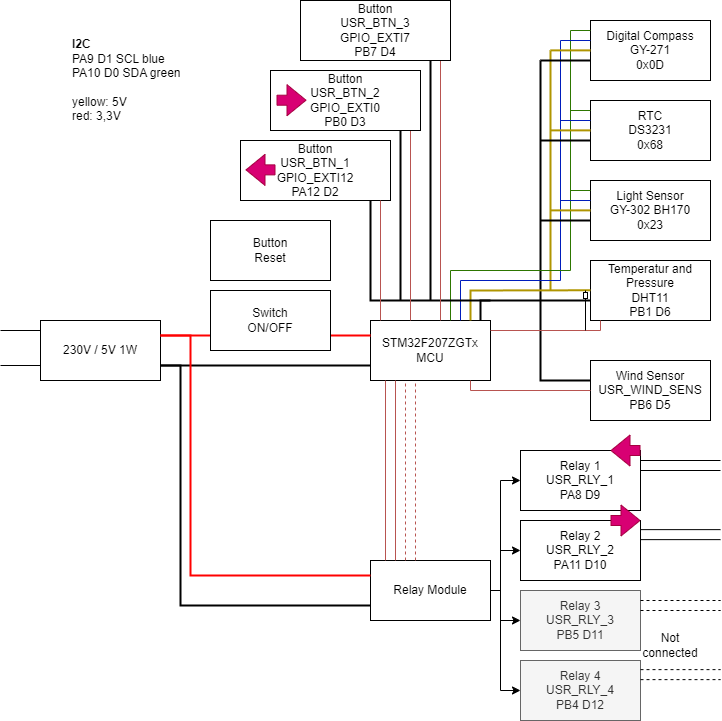 I2C
PA9 D1 SCL blue
PA10 D0 SDA green
yellow: 5V
red: 3,3V
Button
USR_BTN_3
GPIO_EXTI7
PB7 D4
Button
USR_BTN_2
GPIO_EXTI0
PB0 D3
Button
USR_BTN_1
GPIO_EXTI12
PA12 D2
Button
Reset
Switch
ON/OFF
230V / 5V 1W
STM32F207ZGTx
MCU
Digital Compass
GY-271
0x0D
RTC
DS3231
0x68
Light Sensor
GY-302 BH170
0x23
Temperatur and
Pressure
DHT11
PB1 D6
Wind Sensor
USR_WIND_SENS
PB6 D5
Relay Module
Relay 1
USR_RLY_1
PA8 D9
Relay 2
USR_RLY_2
PA11 D10
Relay 3
USR_RLY_3
PB5 D11
Relay 4
USR_RLY_4
PB4 D12
Not
connected